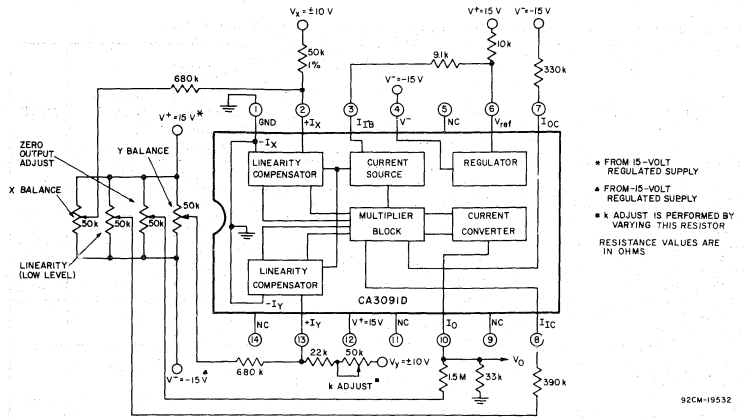 Vx = ±10 V
V+=15 V
V-=-15 V
50k
1%
10k
9.1k
330k
680k
V-=-15 V
1
2
3
4
5
6
7
GND
+IX
IIB
V-
NC
Vref
IOC
V+=15 V*
ZERO
OUTPUT
ADJUST
Y BALANCE
X BALANCE
50k
50k
50k
50k
LINEARITY
(LOW LEVEL)
-IX
LINEARITY
COMPENSATOR
CURRENT
SOURCE
REGULATOR
MULTIPLIER
BLOCK
CURRENT
CONVERTER
LINEARITY
COMPENSATOR
CA3091D
-IY
NC
+IY
V+=15V
NC
IO
NC
IIC
14
13
12
11
10
9
8
V-=-15 V▲
680 k
22k
50k
Vy=±10 V
k ADJUST■
1.5M
33k
VO
390k
* FROM 15-VOLT
REGULATED SUPPLY
▲ FROM-15-VOLT
REGULATED SUPPLY
■ k ADJUST IS PERFORMED BY
VARYING THIS RESISTOR
RESISTANCE VALUES ARE
IN OHMS
92CM-19532